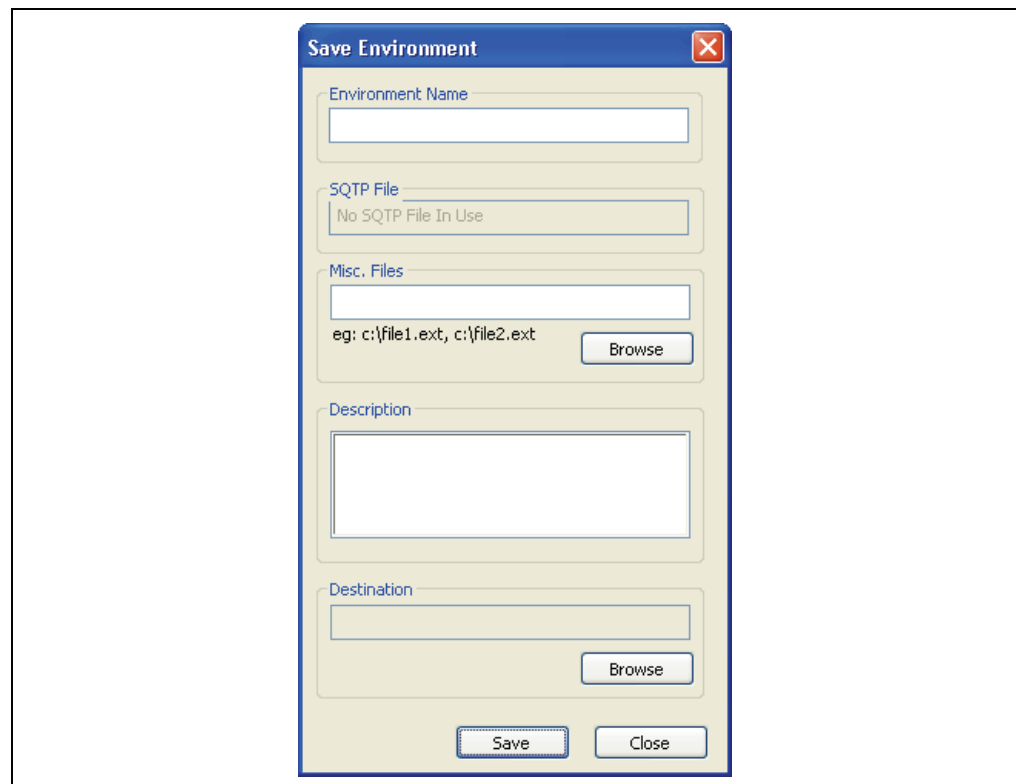 Save Environment
Environment Name
SQTP File
No SQTP File In Use
Misc. Files
eg: c:\file1.ext, c:\file2.ext
Browse
Description
Destination
Browse
Save Close